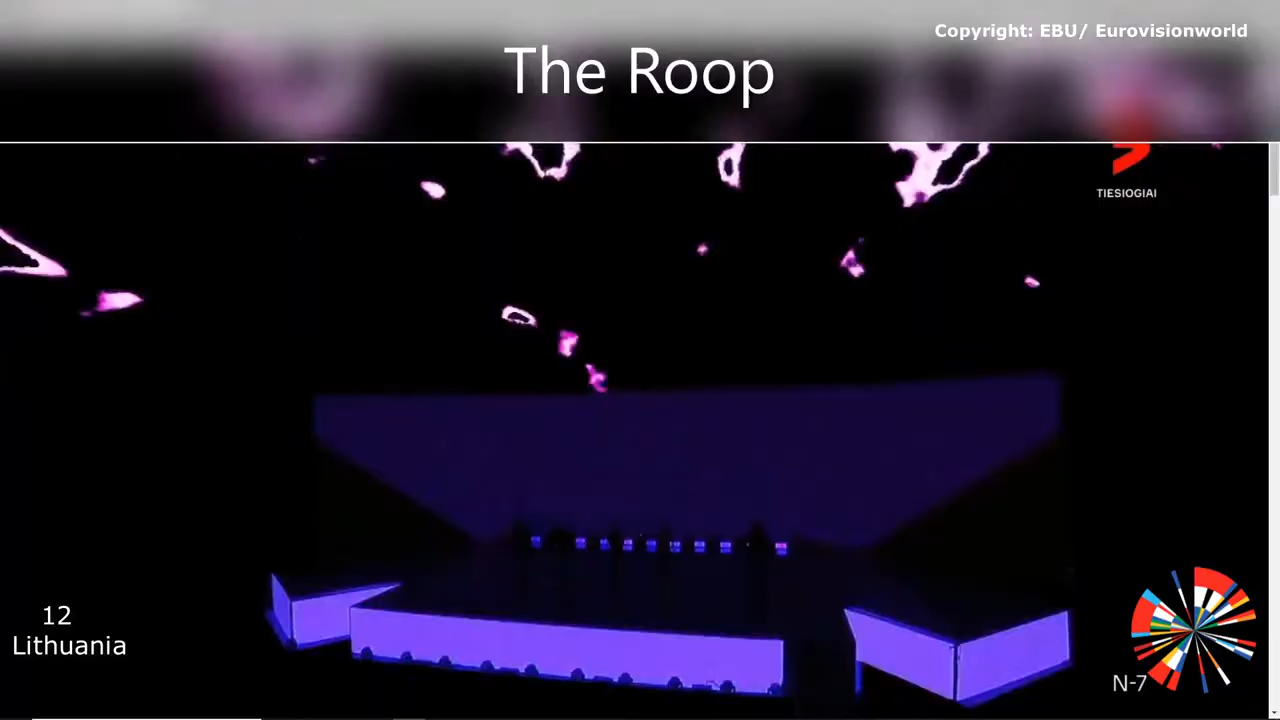 Copyright: EBU/ Eurovisionworld
The Roop
TIESIOGIAI
12
Lithuania
N-7